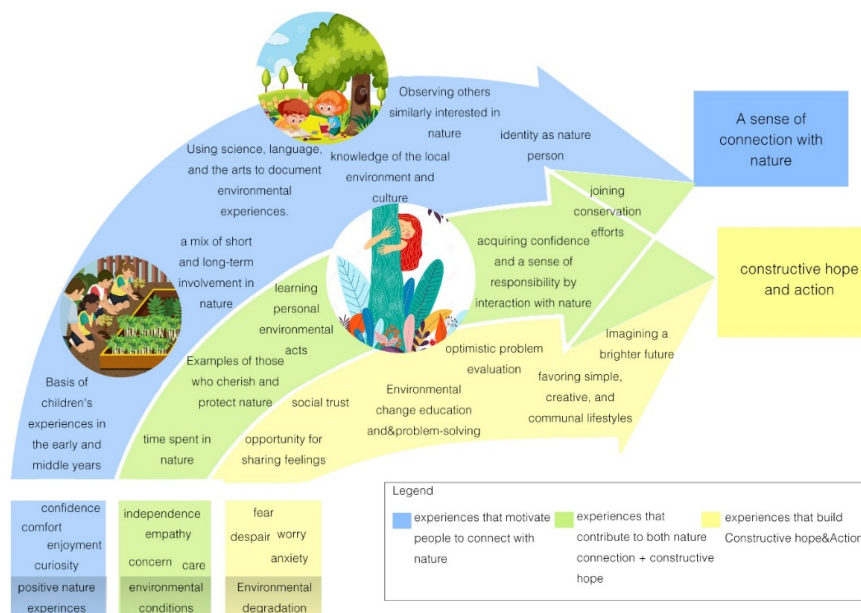 Observing others
similarly interested in
nature
Using science, language,
and the arts to document
environmental
experiences.
knowledge of the local
environment and
culture
identity as nature
person
A sense of
connection with
nature
joining
conservation
efforts
a mix of short
and long-term
involvement in
nature
acquiring confidence
and a sense of
responsibility by
interaction with nature
constructive hope
and action
learning
personal
environmental
acts
Imagining a
brighter future
optimistic problem
evaluation
Examples of those
who cherish and
protect nature
Basis of
children's
experiences in
the early and
middle years
favoring simple,
creative, and
communal lifestyles
Environmental
change education
and&problem-solving
social trust
time spent in
nature
opportunity for
sharing feelings
confidence
comfort
enjoyment
curiosity
positive nature
experinces
independence
empathy
concern care
environmental
conditions
fear
despair worry
anxiety
Environmental
degradation
Legend
experiences that motivate
people to connect with
nature
experiences that
contribute to both nature
connection + constructive
hope
experiences that build
Constructive hope&Action